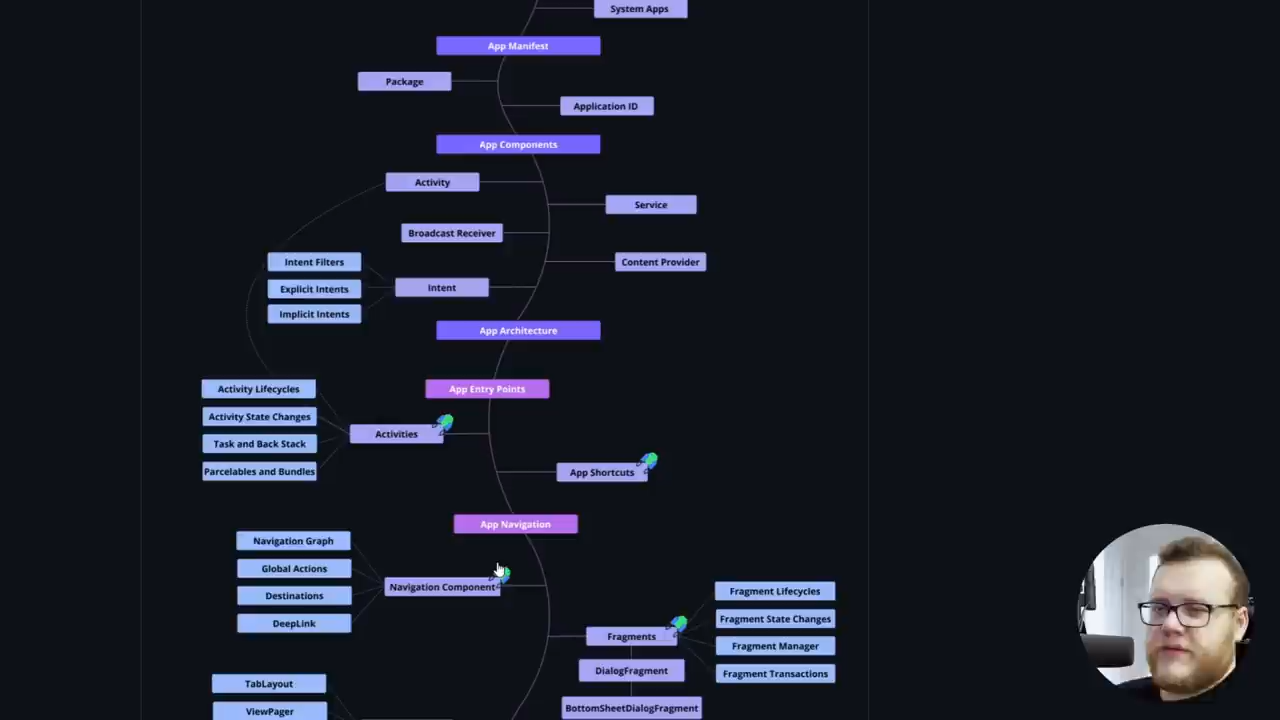 System Apps
App Manifest
Package
Application ID
App Components
Activity
Service
Broadcast Receiver
Intent Filters
Content Provider
Explicit Intents
Intent
Implicit Intents
App Architecture
Activity Lifecycles
App Entry Points
Activity State Changes
Activities
Task and Back Stack
Parcelables and Bundles
App Shortcuts
App Navigation
Navigation Graph
Global Actions
Navigation Component
Destinations
DeepLink
Fragment Lifecycles
Fragment State Changes
Fragments
Fragment Manager
DialogFragment
Fragment Transactions
TabLayout
ViewPager
BottomSheetDialogFragment